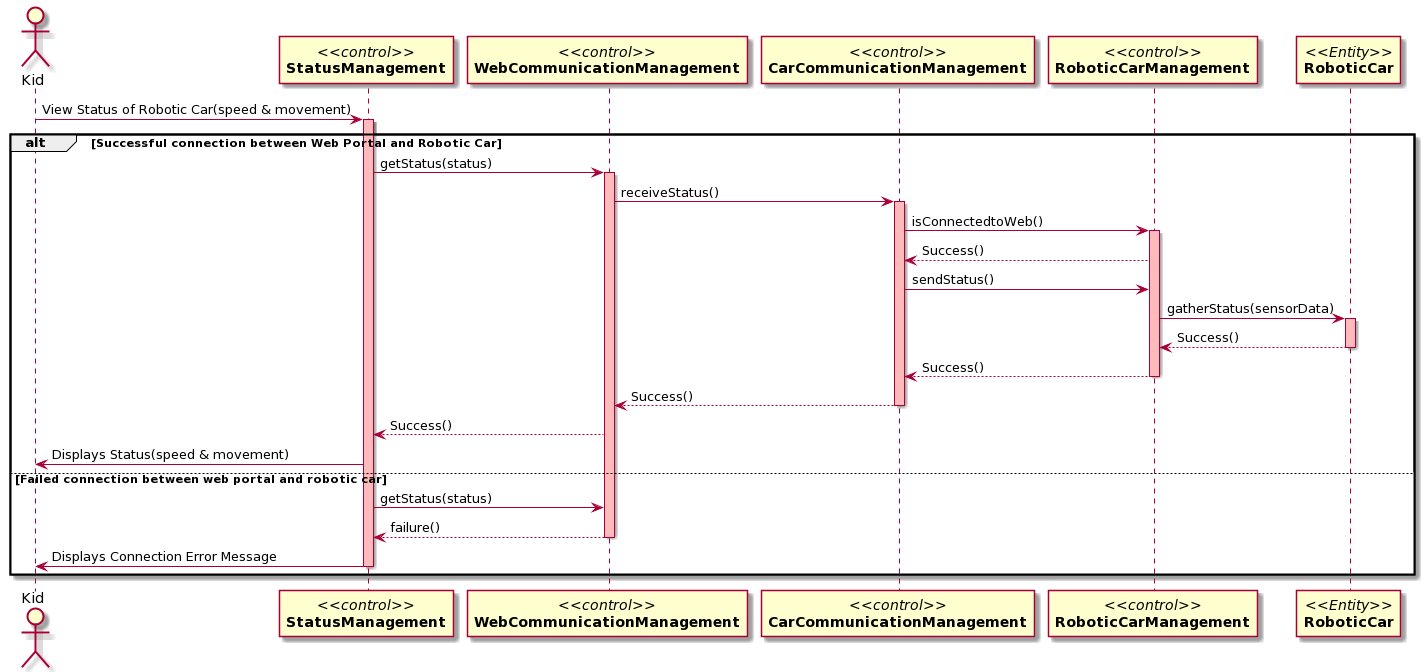 Kid
<<control>>
StatusManagement
<<control>>
WebCommunicationManagement
<<control>>
CarCommunicationManagement
<<control>>
RoboticCarManagement
<<Entity>>
RoboticCar
View Status of Robotic Car(speed & movement)
alt
[Successful connection between Web Portal and Robotic Car]
getStatus(status)
receiveStatus()
isConnectedtoWeb()
Success()
sendStatus()
gatherStatus(sensorData)
Success()
Success()
Success()
Success()
Displays Status(speed & movement)
[Failed connection between web portal and robotic car]
getStatus(status)
failure()
Displays Connection Error Message
Kid
<<control>>
StatusManagement
<<control>>
WebCommunicationManagement
<<control>>
CarCommunicationManagement
<<control>>
RoboticCarManagement
<<Entity>>
RoboticCar